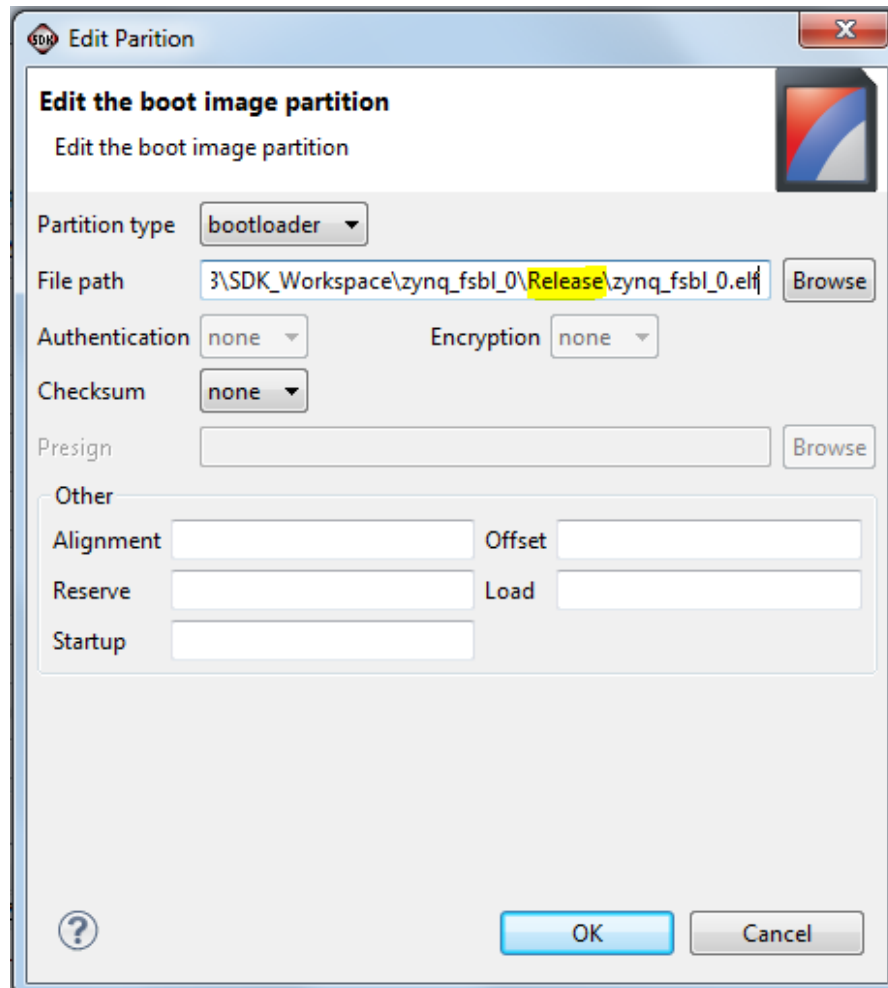 SDK Edit Parition
Edit the boot image partition
Edit the boot image partition
Partition type bootloader
File path 3\SDK_Workspace\zynq_fsbl_0\Release\zynq_fsbl_0.elf Browse
Authentication none Encryption none
Checksum none
Presign Browse
Other
Alignment Offset
Reserve Load
Startup
? OK Cancel